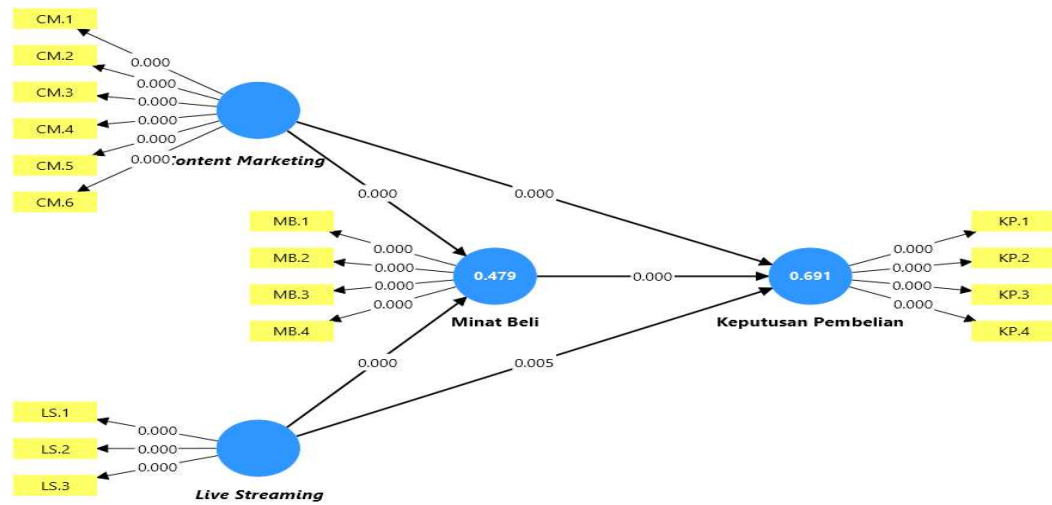 CM.1
CM.2
CM.3
CM.4
CM.5
CM.6
0.000
0.000
0.000
0.000
0.000
0.000
ontent Marketing
0.000
0.000
MB.1
MB.2
MB.3
MB.4
0.000
0.000
0.000
0.000
0.479
Minat Beli
0.000
0.691
Keputusan Pembelian
0.000
0.000
0.000
0.000
KP.1
KP.2
KP.3
KP.4
0.000
0.005
LS.1
LS.2
LS.3
0.000
0.000
0.000
Live Streaming